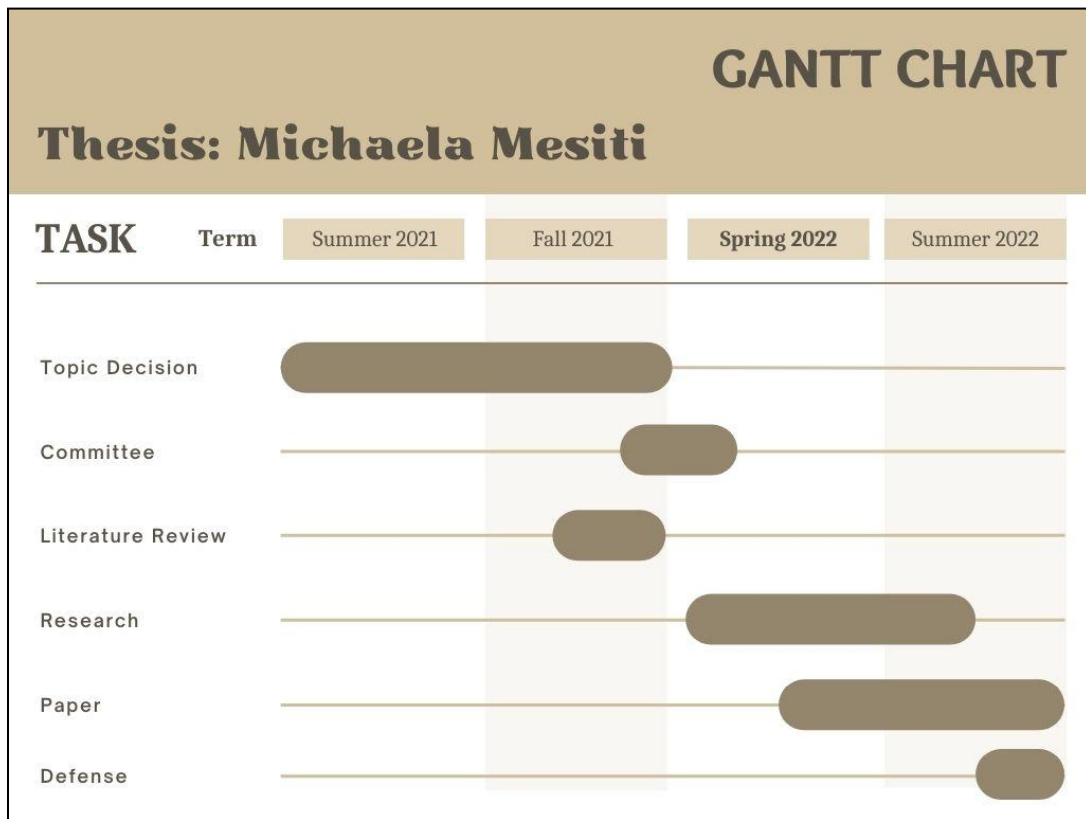 GANTT CHART
Thesis: Michaela Mesiti
TASK Term Summer 2021 Fall 2021 Spring 2022 Summer 2022
Topic Decision
Committee
Literature Review
Research
Paper
Defense